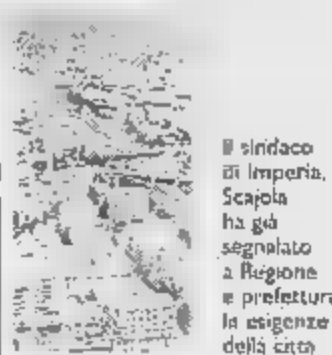 Il sindaco
di Imperia,
Scajola
ha già
segnalato
a Regione
e prefettura
le esigenze
della città